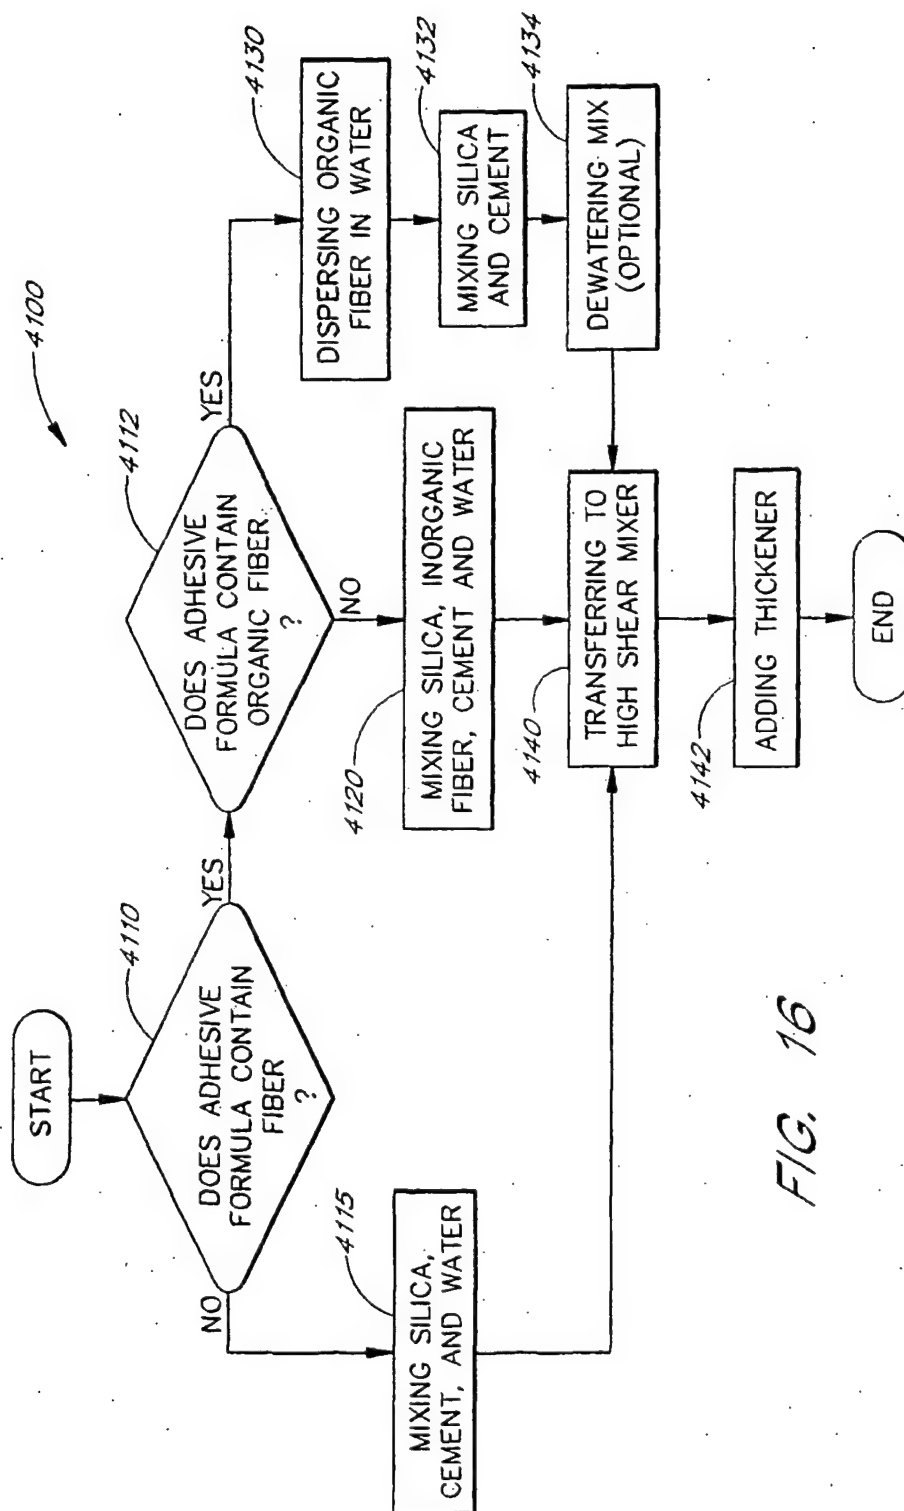 4100
START
4110
DOES ADHESIVE
FORMULA CONTAIN
FIBER
?
YES
NO
4112
DOES ADHESIVE
FORMULA CONTAIN
ORGANIC FIBER
?
YES
NO
4115
MIXING SILICA,
CEMENT, AND WATER
4120
MIXING SILICA, INORGANIC
FIBER, CEMENT AND WATER
4130
DISPERSING ORGANIC
FIBER IN WATER
4132
MIXING SILICA
AND CEMENT
4134
DEWATERING MIX
(OPTIONAL)
4140
TRANSFERRING TO
HIGH SHEAR MIXER
4142
ADDING THICKENER
END
FIG. 16